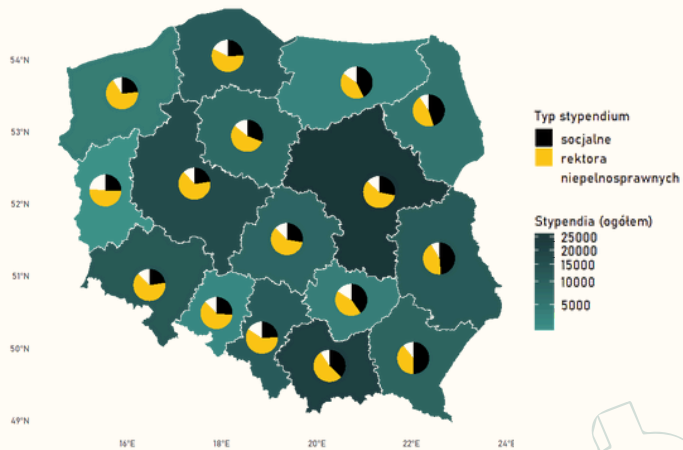 54°N
53°N
52°N
51°N
50°N
49°N
16°E
18°E
20°E
22°E
24°E
Typ stypendium
socjalne
rektora
niepelnosprawnych
Stypendia (ogółem)
25000
20000
15000
10000
5000